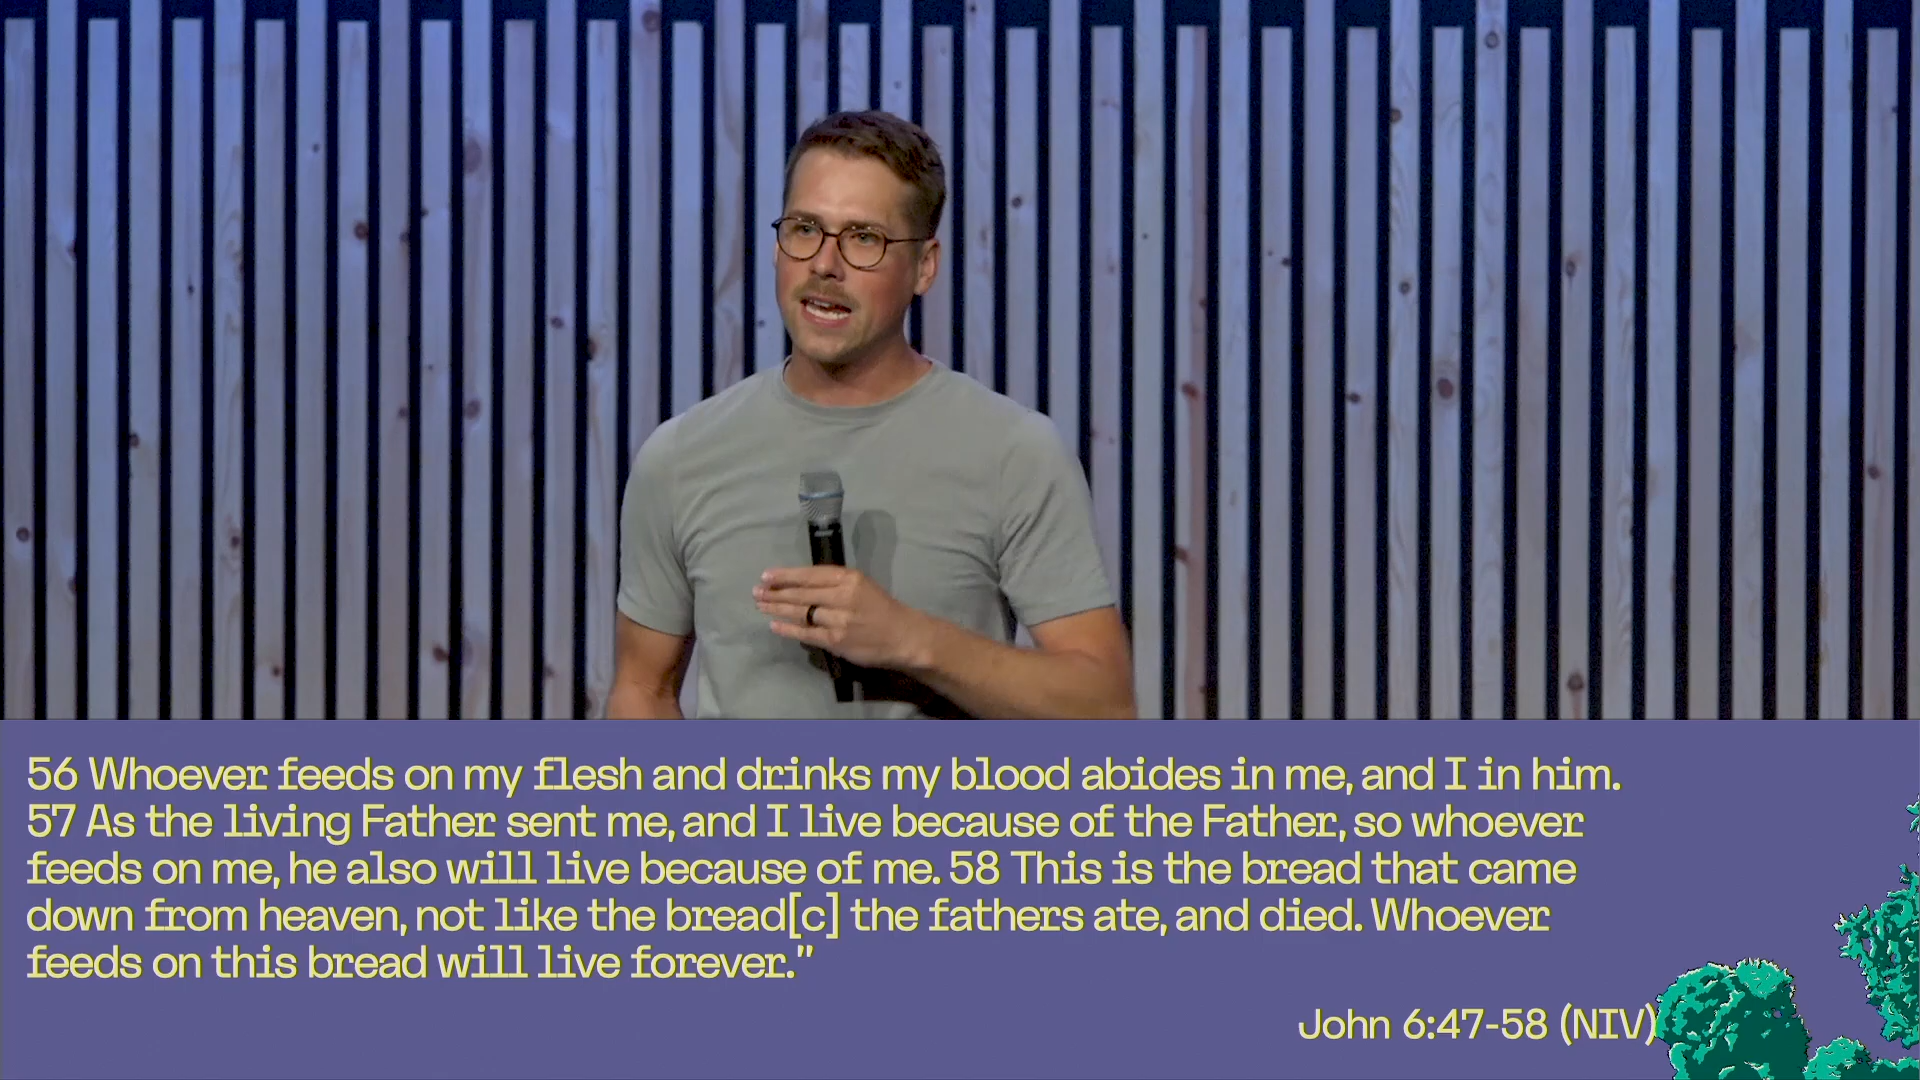 56 Whoever feeds on my flesh and drinks my blood abides in me, and I in him.
57 As the living Father sent me, and I live because of the Father, so whoever
feeds on me, he also will live because of me. 58 This is the bread that came
down from heaven, not like the bread[c] the fathers ate, and died. Whoever
feeds on this bread will live forever.”
John 6:47-58 (NIV)